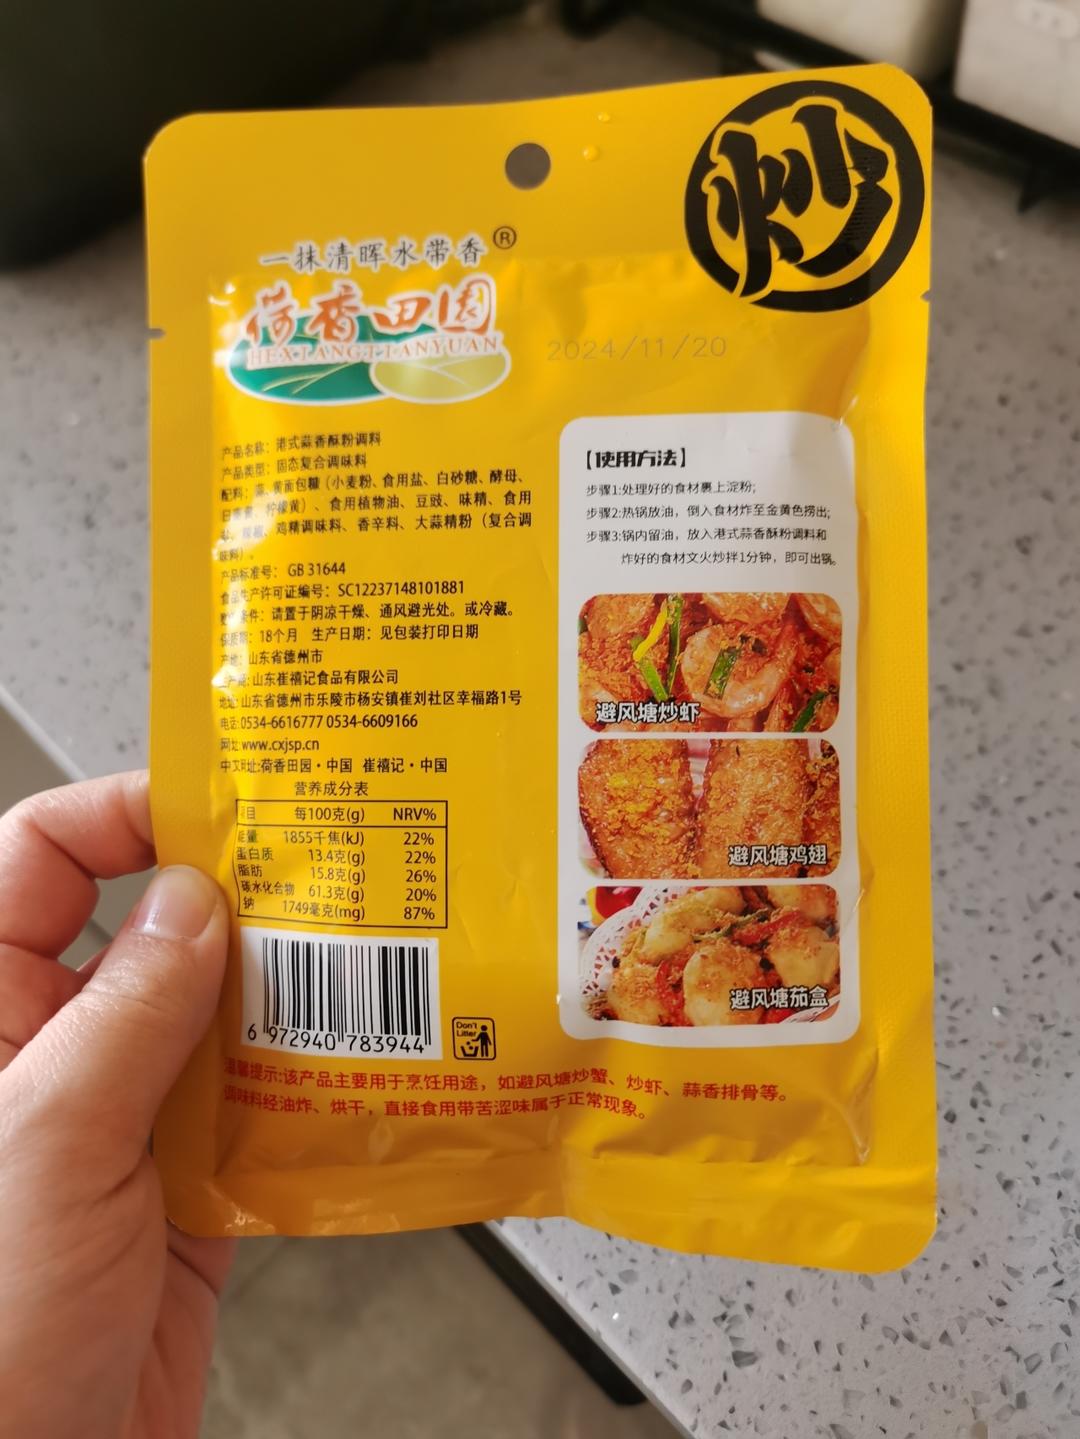 炒
一抹清晖水带香®
荷香田园
HEXIANGTIANYUAN
2024/11/20
产品名称：港式蒜香酥粉调料
产品类型：固态复合调味料
配料：蒜、黄面包糠（小麦粉、食用盐、白砂糖、酵母、
日落黄、柠檬黄）、食用植物油、豆豉、味精、食用
盐、辣椒、鸡精调味料、香辛料、大蒜精粉（复合调
味料）。
产品标准号： GB 31644
食品生产许可证编号：SC12237148101881
条件：请置于阴凉干燥、通风避光处。或冷藏。
保质期：18个月 生产日期：见包装打印日期
产地：山东省德州市
生产商:山东崔禧记食品有限公司
地址:山东省德州市乐陵市杨安镇崔刘社区幸福路1号
电话:0534-6616777 0534-6609166
网址:www.cxjsp.cn
中文网址:荷香田园·中国 崔禧记·中国
营养成分表
项目 每100克(g) NRV%
能量 1855千焦(kJ) 22%
蛋白质 13.4克(g) 22%
脂肪 15.8克(g) 26%
碳水化合物 61.3克(g) 20%
钠 1749毫克(mg) 87%
6 972940 783944
Don't
Litter
【使用方法】
步骤1:处理好的食材裹上淀粉;
步骤2:热锅放油，倒入食材炸至金黄色捞出;
步骤3:锅内留油，放入港式蒜香酥粉调料和
炸好的食材文火炒拌1分钟，即可出锅。
避风塘炒虾
避风塘鸡翅
避风塘茄盒
温馨提示:该产品主要用于烹饪用途，如避风塘炒蟹、炒虾、蒜香排骨等。
调味料经油炸、烘干，直接食用带苦涩味属于正常现象。